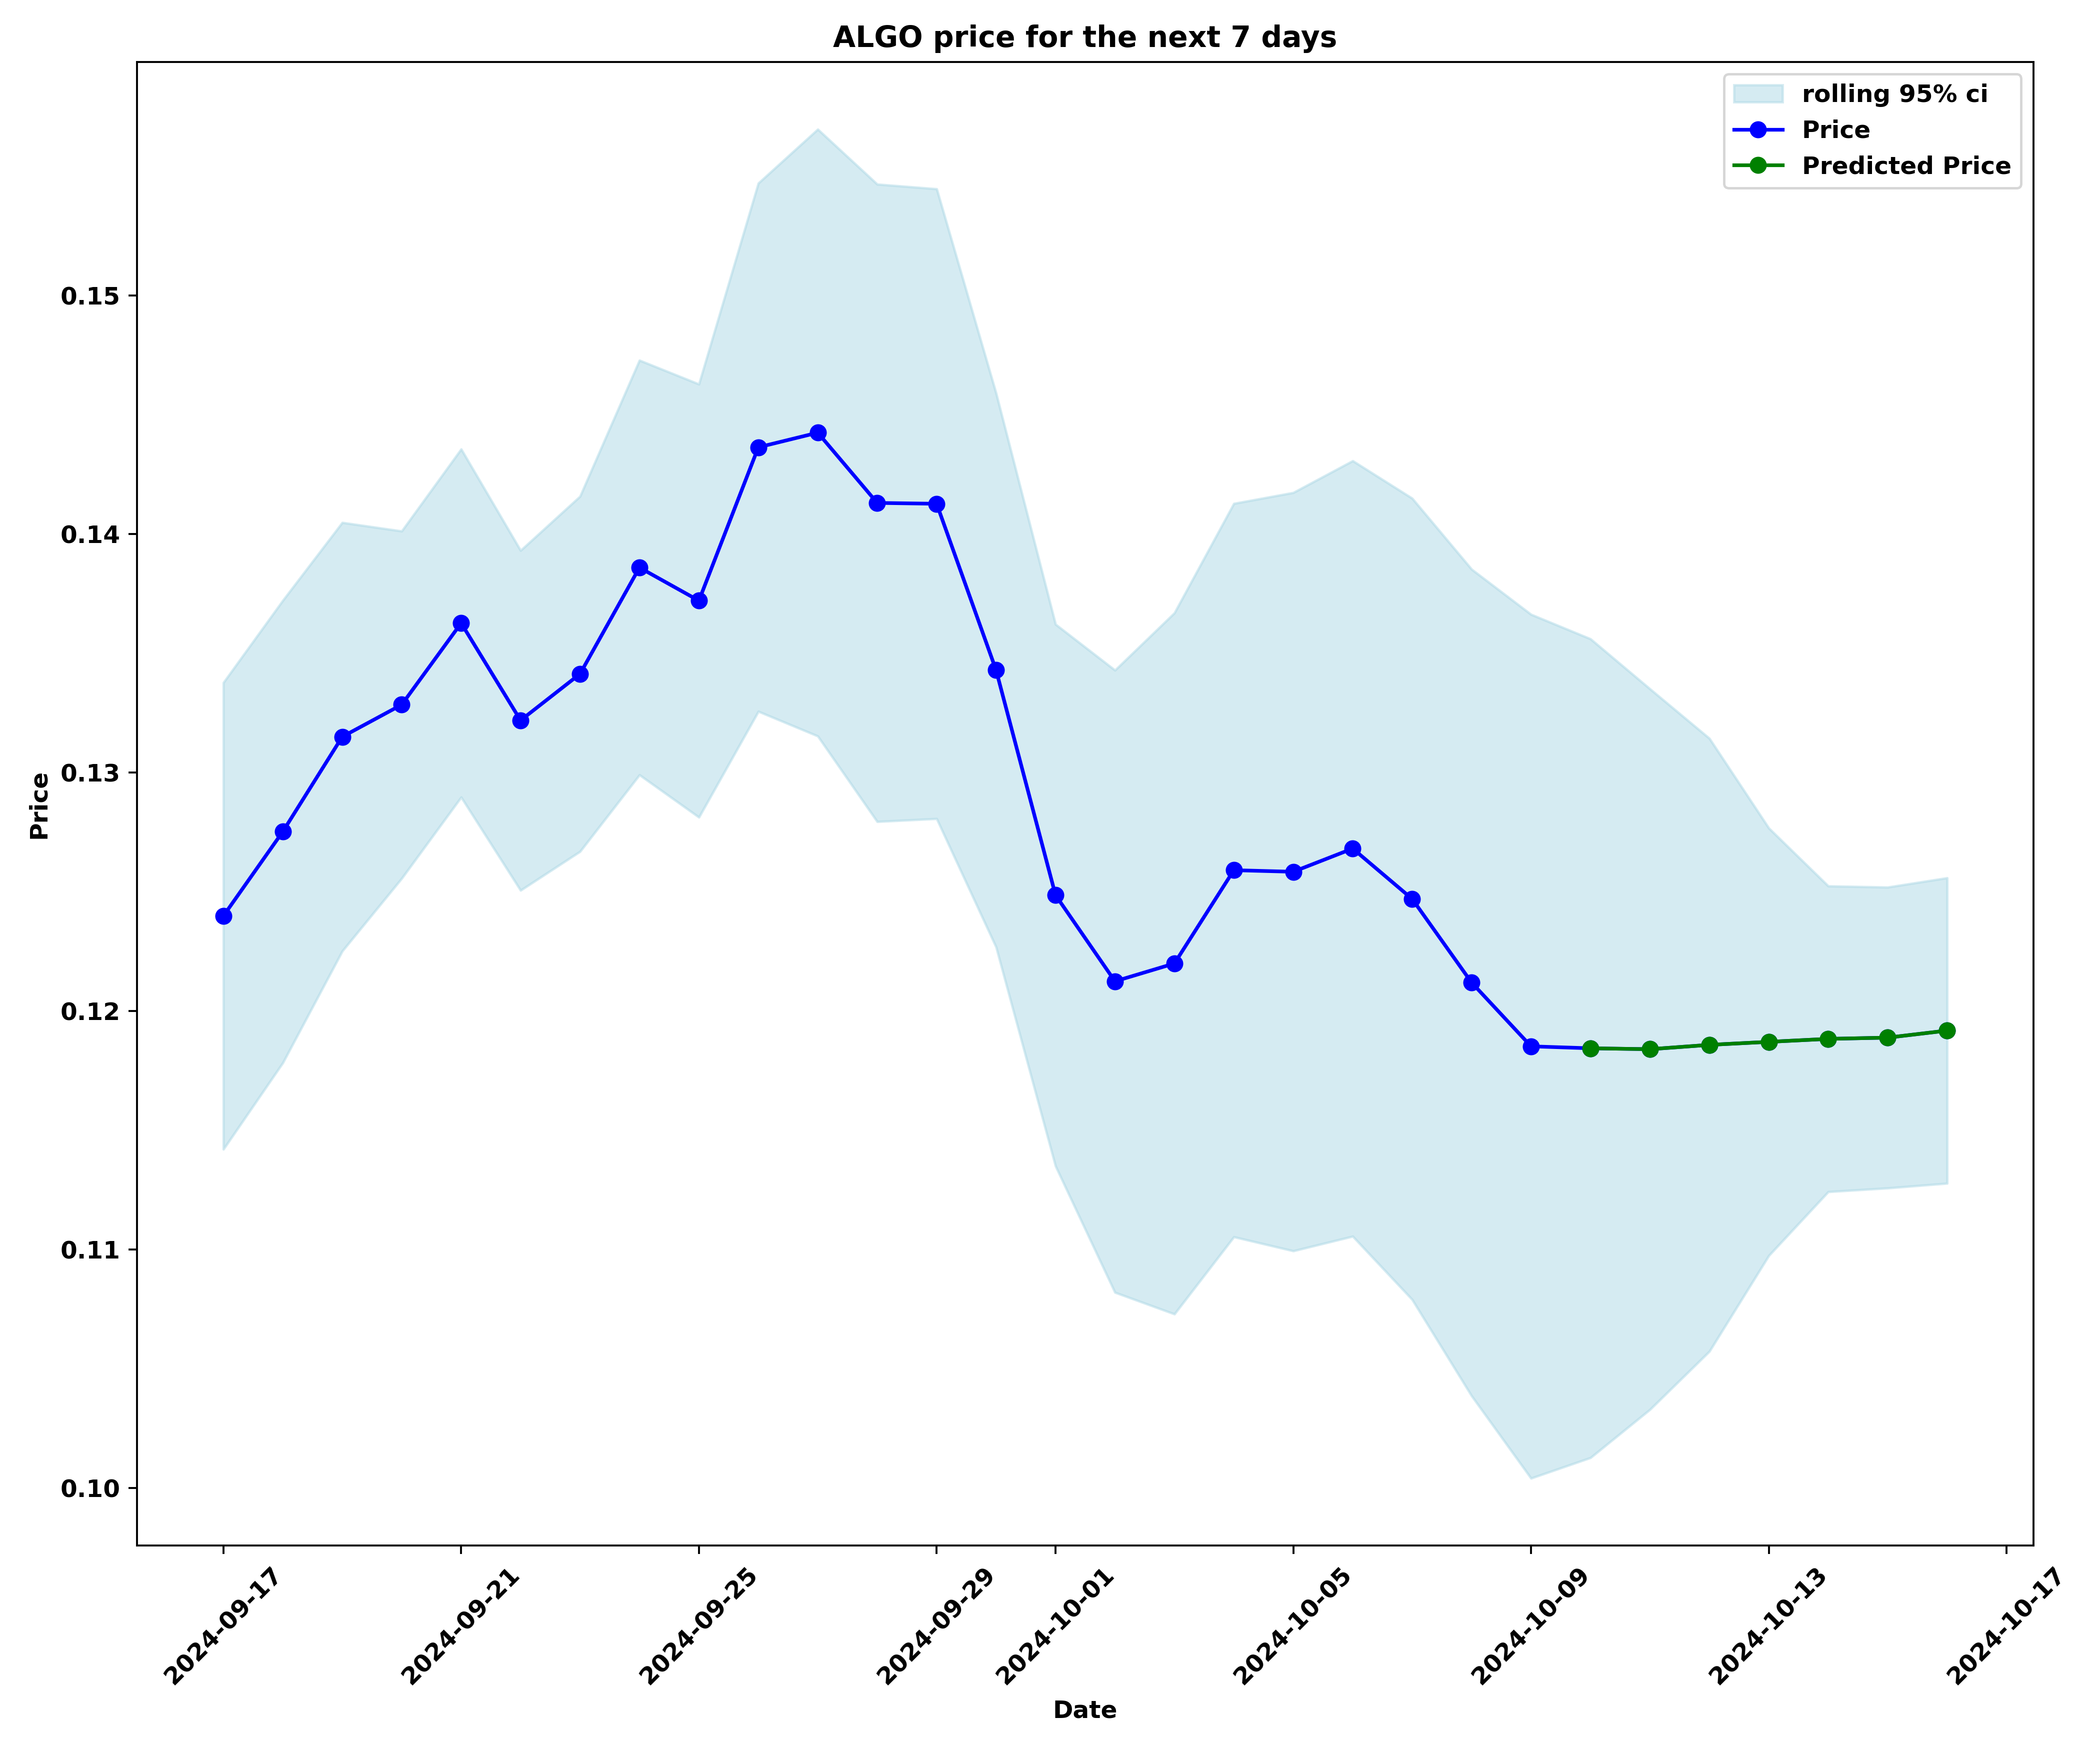 ALGO price for the next 7 days
rolling 95% ci
Price
Predicted Price
0.15
0.14
0.13
0.12
0.11
0.10
Price
2024-09-17
2024-09-21
2024-09-25
2024-09-29
2024-10-01
2024-10-05
2024-10-09
2024-10-13
2024-10-17
Date